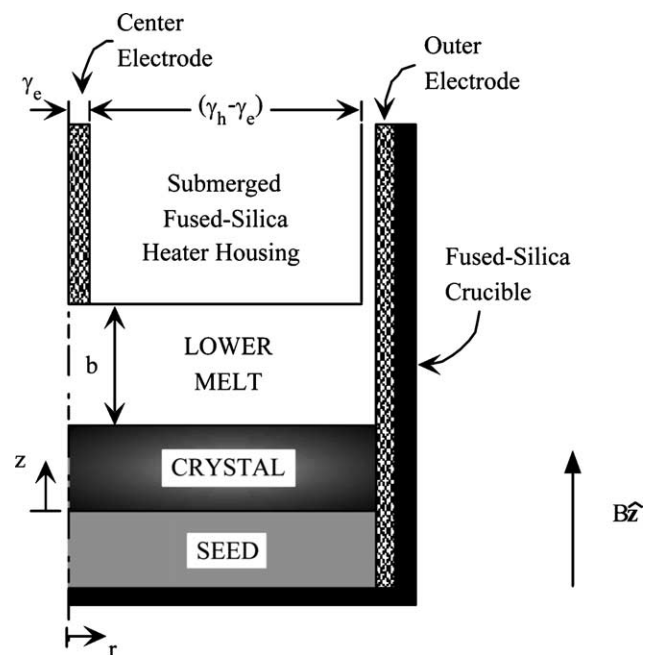 Center
Electrode
Outer
Electrode
γe
(γh-γe)
Submerged
Fused-Silica
Heater Housing
Fused-Silica
Crucible
b
LOWER
MELT
z
CRYSTAL
Bẑ
SEED
r